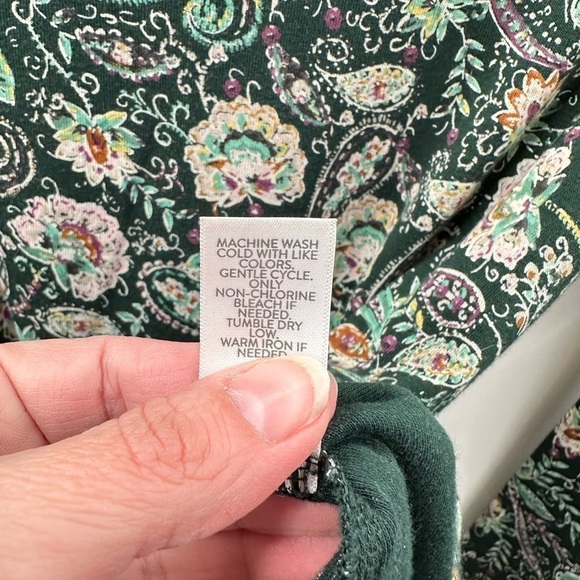 MACHINE WASH
COLD WITH LIKE
COLORS.
GENTLE CYCLE.
ONLY
NON-CHLORINE
BLEACH IF
NEEDED.
TUMBLE DRY
LOW.
WARM IRON IF
NEEDED